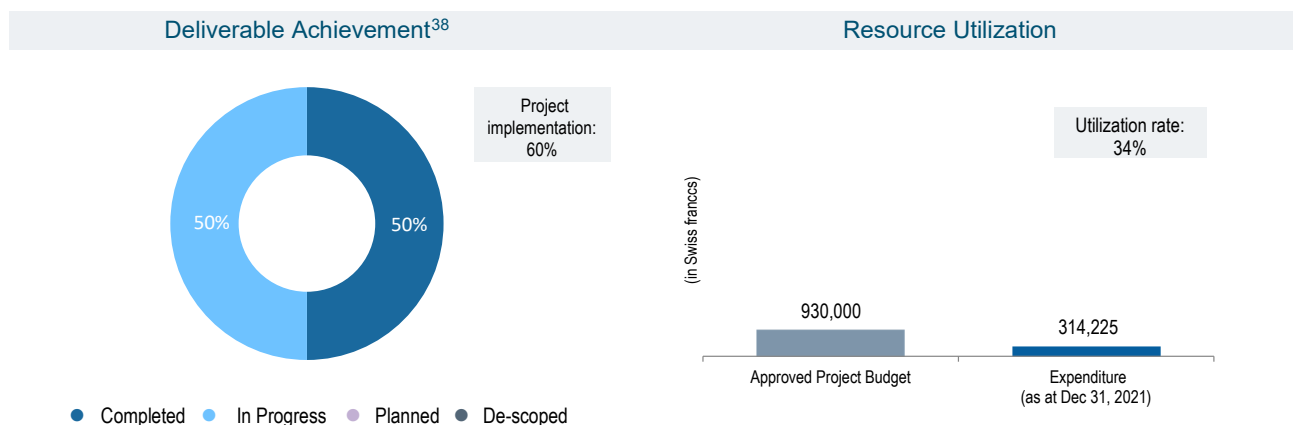 Deliverable Achievement38
Resource Utilization
Project
implementation:
60%
Utilization rate:
34%
50%
50%
(in Swiss franccs)
930,000
314,225
Approved Project Budget
Expenditure
(as at Dec 31, 2021)
Completed
In Progress
Planned
De-scoped